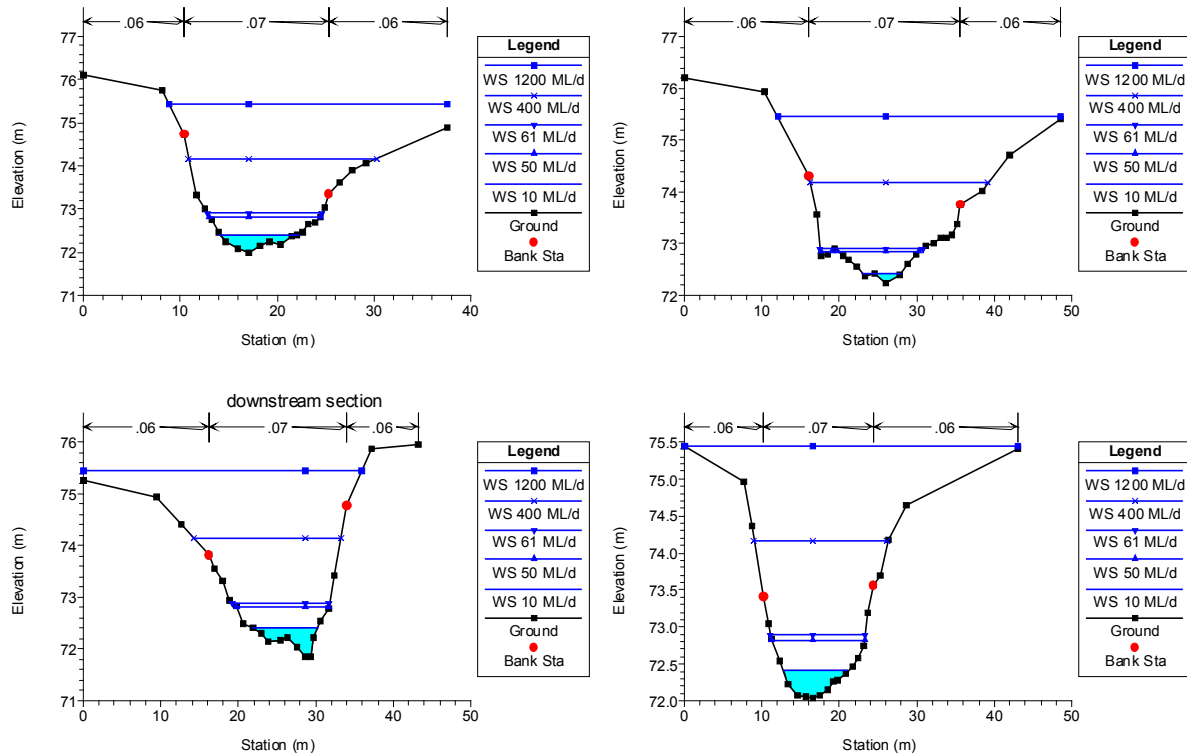 .06 .07 .06
77
76
75
74
73
72
71
0 10 20 30 40
Station (m)
Elevation (m)
Legend
WS 1200 ML/d
WS 400 ML/d
WS 61 ML/d
WS 50 ML/d
WS 10 ML/d
Ground
Bank Sta
.06 .07 .06
77
76
75
74
73
72
0 10 20 30 40 50
Station (m)
Elevation (m)
Legend
WS 1200 ML/d
WS 400 ML/d
WS 61 ML/d
WS 50 ML/d
WS 10 ML/d
Ground
Bank Sta
downstream section
.06 .07 .06
76
75
74
73
72
71
0 10 20 30 40 50
Station (m)
Elevation (m)
Legend
WS 1200 ML/d
WS 400 ML/d
WS 61 ML/d
WS 50 ML/d
WS 10 ML/d
Ground
Bank Sta
.06 .07 .06
75.5
75.0
74.5
74.0
73.5
73.0
72.5
72.0
0 10 20 30 40 50
Station (m)
Elevation (m)
Legend
WS 1200 ML/d
WS 400 ML/d
WS 61 ML/d
WS 50 ML/d
WS 10 ML/d
Ground
Bank Sta